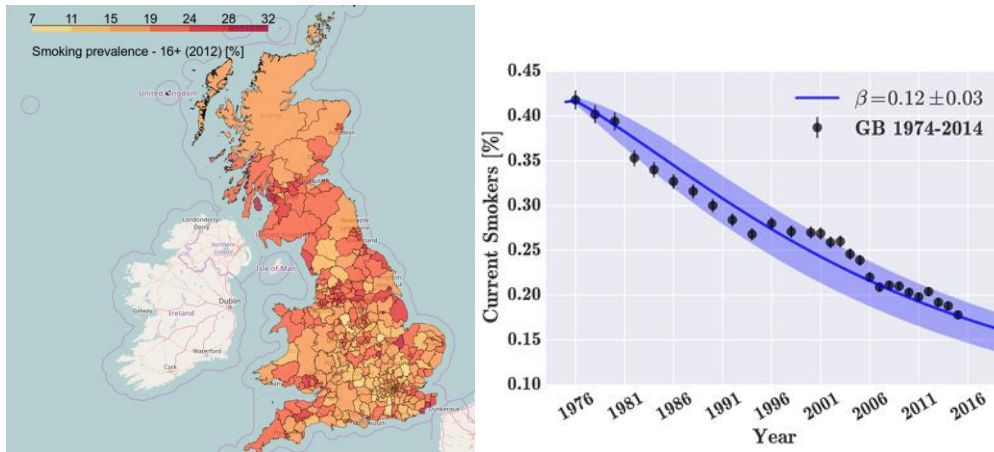 7 11 15 19 24 28 32
Smoking prevalence - 16+ (2012) [%]
United Kingdom
Londonderry/
Derry
Northern
Ireland
Isle of Man
Dublin
Galway
Ireland
Waterford
Cork
Dunkerque
0.45
0.40
0.35
0.30
0.25
0.20
0.15
0.10
Current Smokers [%]
β=0.12±0.03
GB 1974-2014
1976 1981 1986 1991 1996 2001 2006 2011 2016
Year